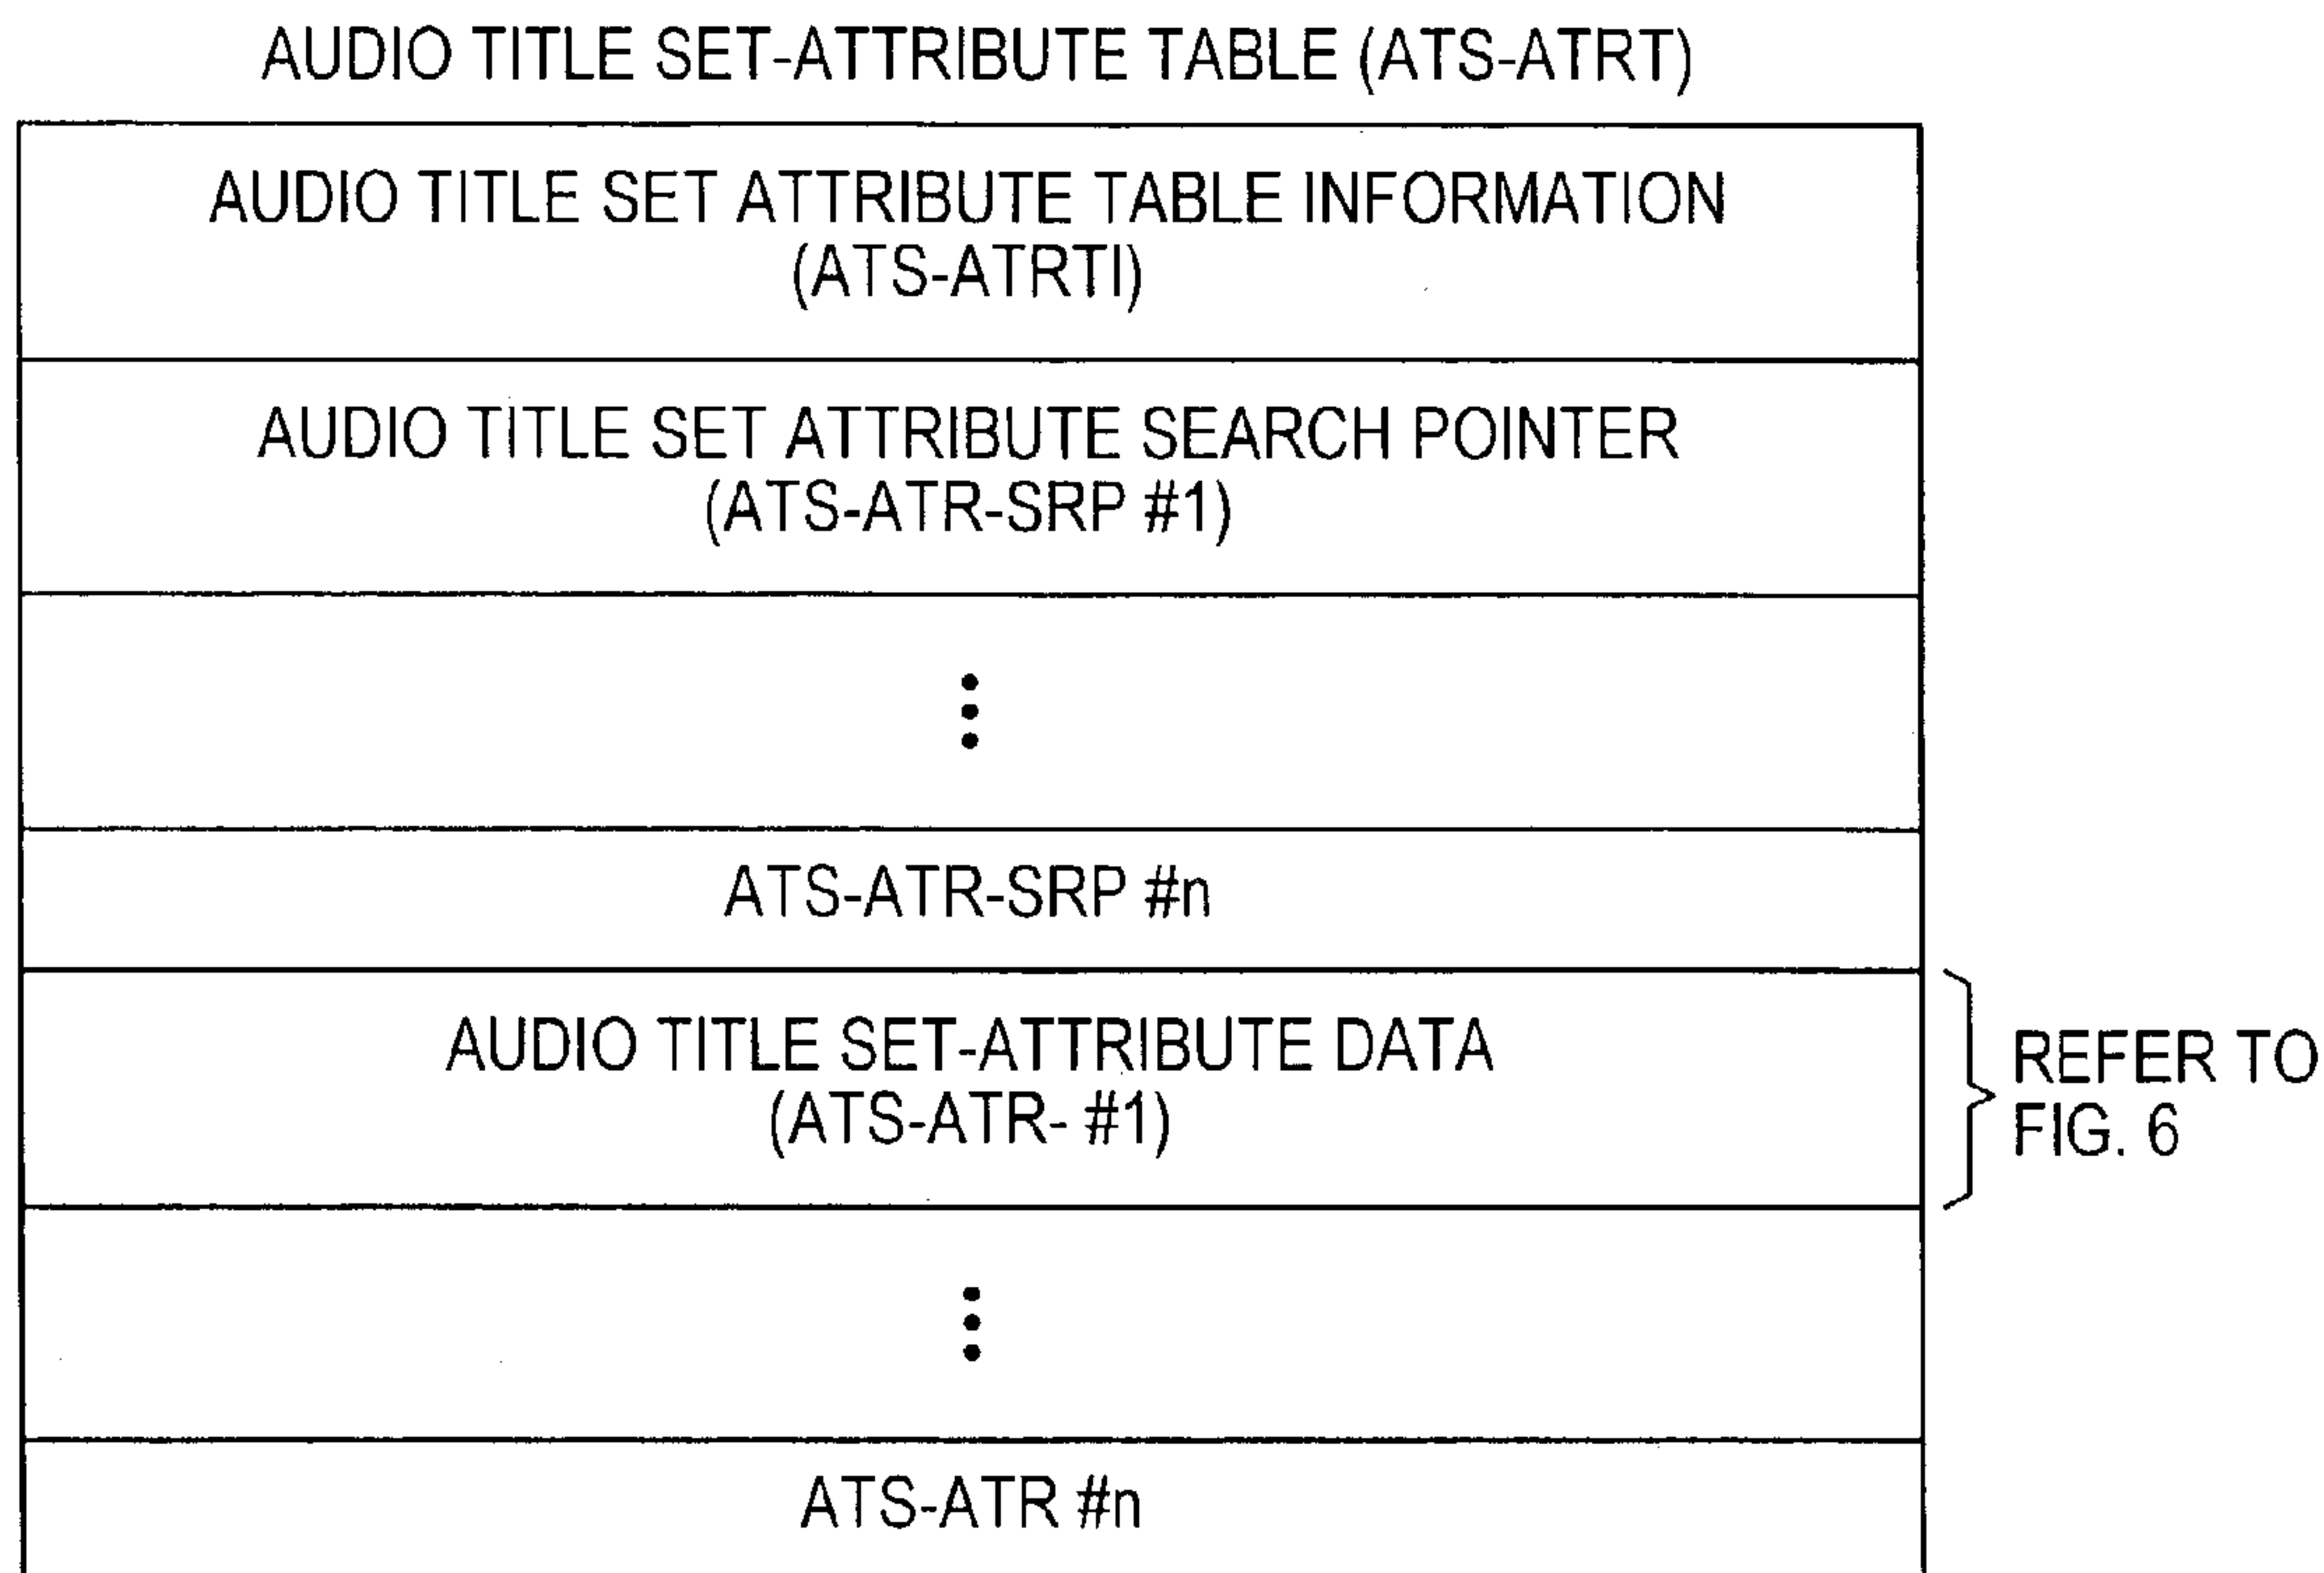 AUDIO TITLE SET-ATTRIBUTE TABLE (ATS-ATRT)
AUDIO TITLE SET ATTRIBUTE TABLE INFORMATION
(ATS-ATRTI)
AUDIO TITLE SET ATTRIBUTE SEARCH POINTER
(ATS-ATR-SRP #1)
ATS-ATR-SRP #n
AUDIO TITLE SET-ATTRIBUTE DATA
(ATS-ATR- #1)
REFER TO
FIG. 6
ATS-ATR #n